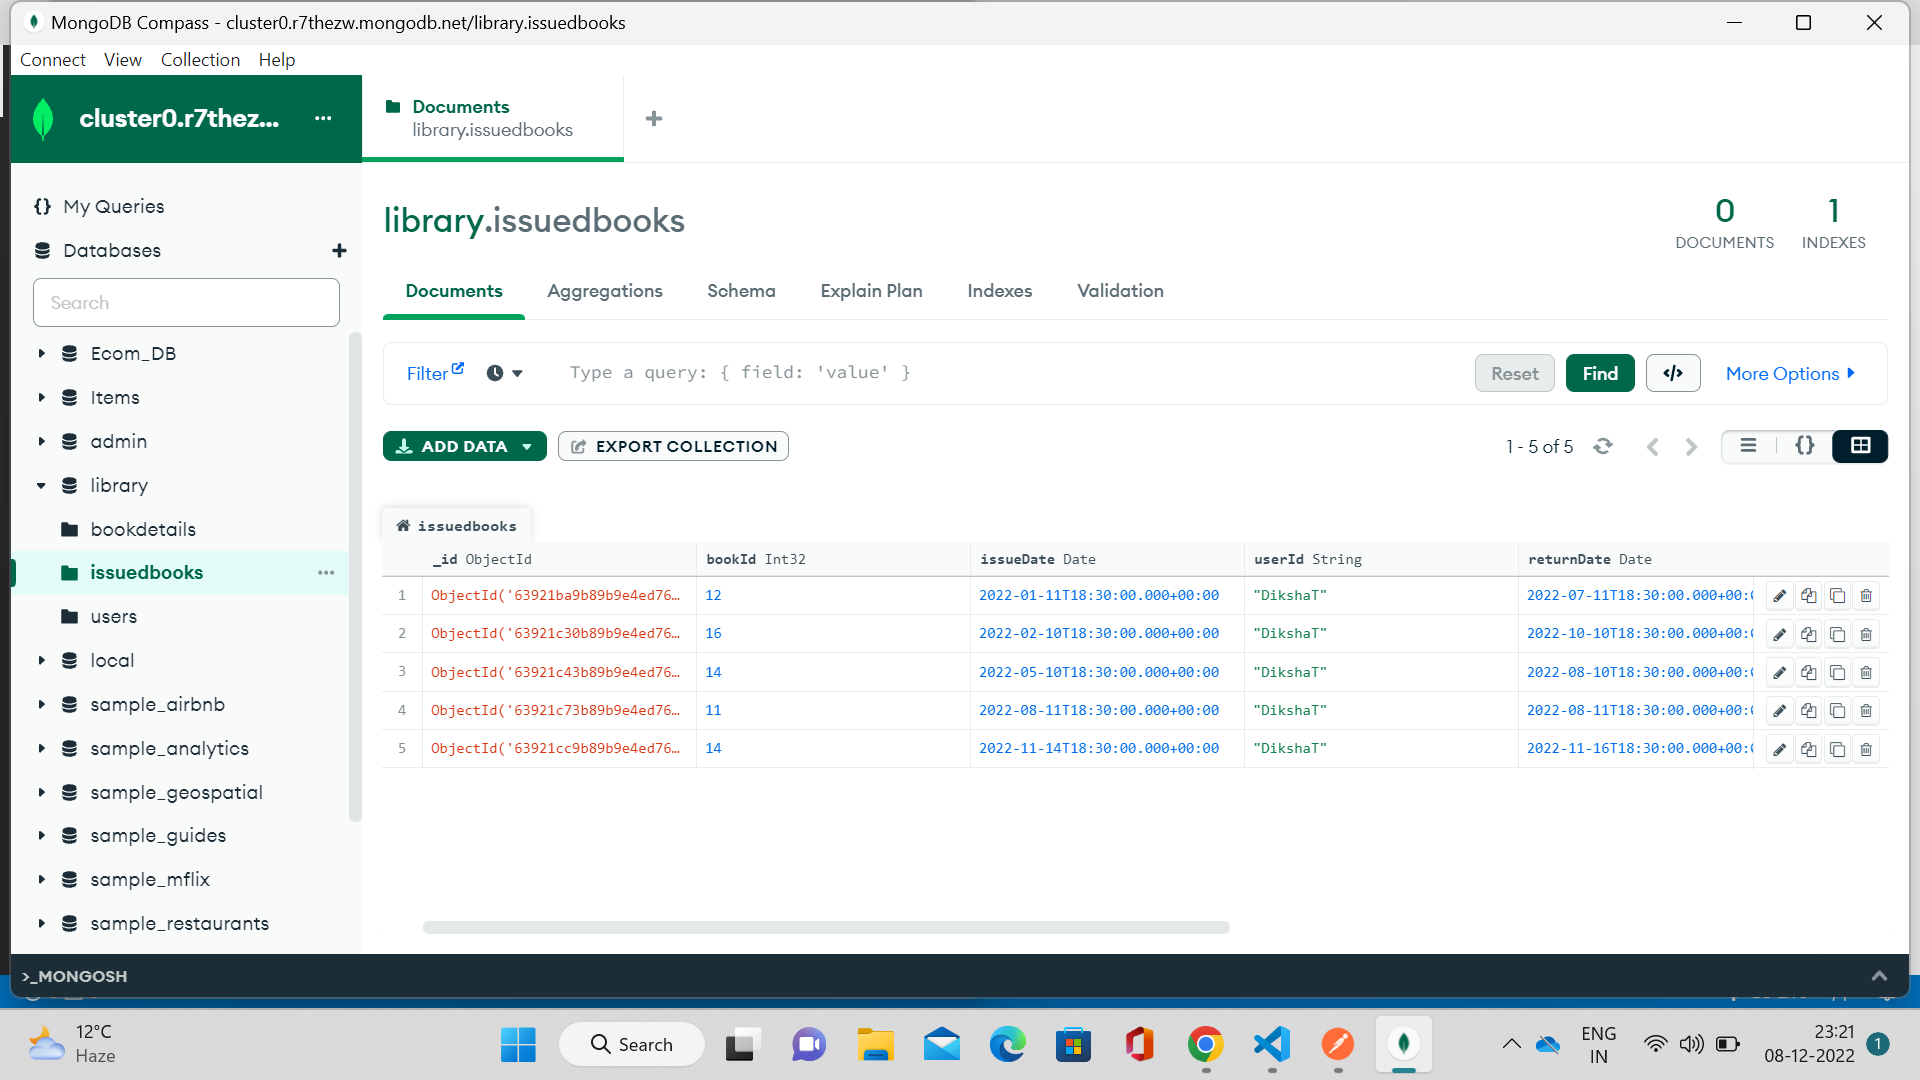 MongoDB Compass - cluster0.r7thezw.mongodb.net/library.issuedbooks
Connect View Collection Help
cluster0.r7thez...
Documents
library.issuedbooks
My Queries
Databases
Search
Ecom_DB
Items
admin
library
bookdetails
issuedbooks
users
local
sample_airbnb
sample_analytics
sample_geospatial
sample_guides
sample_mflix
sample_restaurants
library.issuedbooks
0
DOCUMENTS
1
INDEXES
Documents Aggregations Schema Explain Plan Indexes Validation
Filter Type a query: { field: 'value' } Reset Find </> More Options
ADD DATA EXPORT COLLECTION 1 - 5 of 5 {}
issuedbooks
_id ObjectId bookId Int32 issueDate Date userId String returnDate Date
1 ObjectId('63921ba9b89b9e4ed76… 12 2022-01-11T18:30:00.000+00:00 "DikshaT" 2022-07-11T18:30:00.000+00:
2 ObjectId('63921c30b89b9e4ed76… 16 2022-02-10T18:30:00.000+00:00 "DikshaT" 2022-10-10T18:30:00.000+00:
3 ObjectId('63921c43b89b9e4ed76… 14 2022-05-10T18:30:00.000+00:00 "DikshaT" 2022-08-10T18:30:00.000+00:
4 ObjectId('63921c73b89b9e4ed76… 11 2022-08-11T18:30:00.000+00:00 "DikshaT" 2022-08-11T18:30:00.000+00:
5 ObjectId('63921cc9b89b9e4ed76… 14 2022-11-14T18:30:00.000+00:00 "DikshaT" 2022-11-16T18:30:00.000+00:
>_MONGOSH
12°C
Haze
Search
ENG
IN
23:21
08-12-2022
1